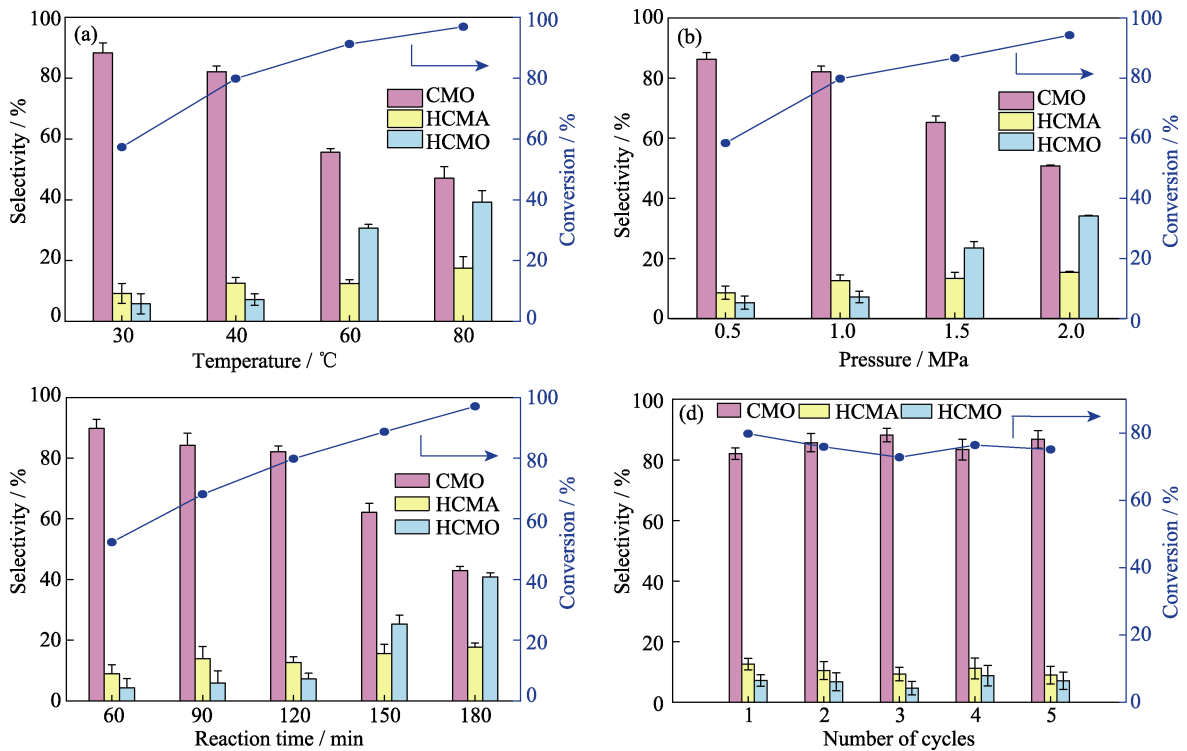 (a)
100
80
60
40
20
0
Selectivity / %
CMO
HCMA
HCMO
100
80
60
40
20
0
Conversion / %
30 40 60 80
Temperature / ℃
(b)
100
80
60
40
20
0
Selectivity / %
CMO
HCMA
HCMO
100
80
60
40
20
0
Conversion / %
0.5 1.0 1.5 2.0
Pressure / MPa
100
80
60
40
20
0
Selectivity / %
CMO
HCMA
HCMO
100
80
60
40
20
0
Conversion / %
60 90 120 150 180
Reaction time / min
(d) CMO HCMA HCMO
100
80
60
40
20
0
Selectivity / %
80
60
40
20
0
Conversion / %
1 2 3 4 5
Number of cycles